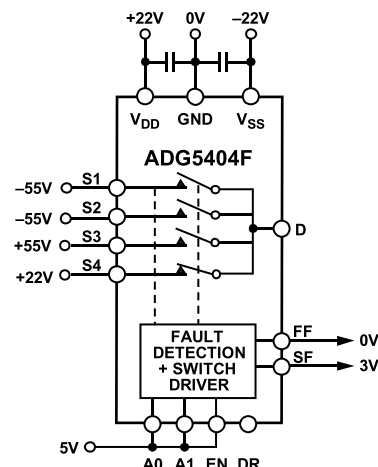 +22V 0V –22V
VDD GND VSS
ADG5404F
–55V S1
–55V S2
D
+55V S3
+22V S4
FAULT
DETECTION
+ SWITCH
DRIVER
FF 0V
SF 3V
5V
A0 A1 EN DR